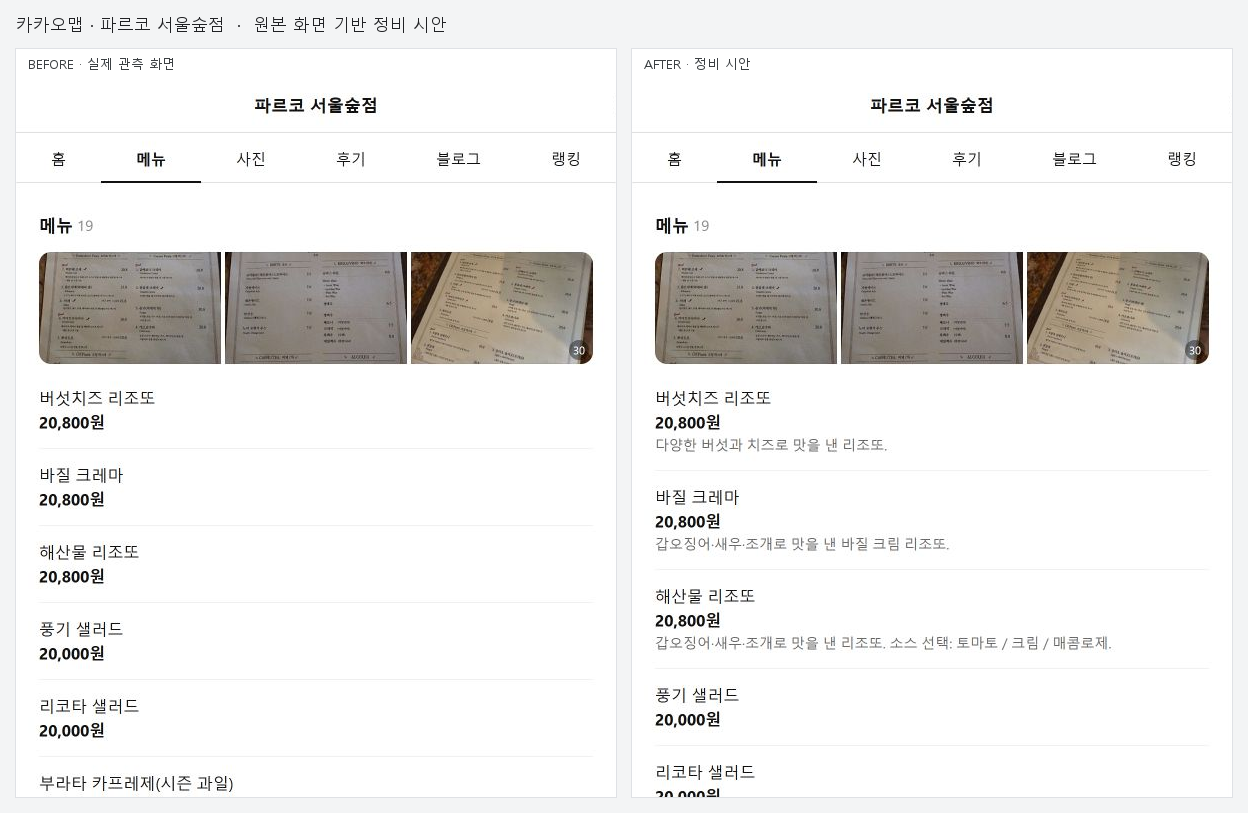 카카오맵 · 파르코 서울숲점 · 원본 화면 기반 정비 시안
BEFORE · 실제 관측 화면
파르코 서울숲점
홈 메뉴 사진 후기 블로그 랭킹
메뉴 19
30
버섯치즈 리조또
20,800원
바질 크레마
20,800원
해산물 리조또
20,800원
풍기 샐러드
20,000원
리코타 샐러드
20,000원
부라타 카프레제(시즌 과일)
AFTER · 정비 시안
파르코 서울숲점
홈 메뉴 사진 후기 블로그 랭킹
메뉴 19
30
버섯치즈 리조또
20,800원
다양한 버섯과 치즈로 맛을 낸 리조또.
바질 크레마
20,800원
갑오징어·새우·조개로 맛을 낸 바질 크림 리조또.
해산물 리조또
20,800원
갑오징어·새우·조개로 맛을 낸 리조또. 소스 선택: 토마토 / 크림 / 매콤로제.
풍기 샐러드
20,000원
리코타 샐러드
20,000원